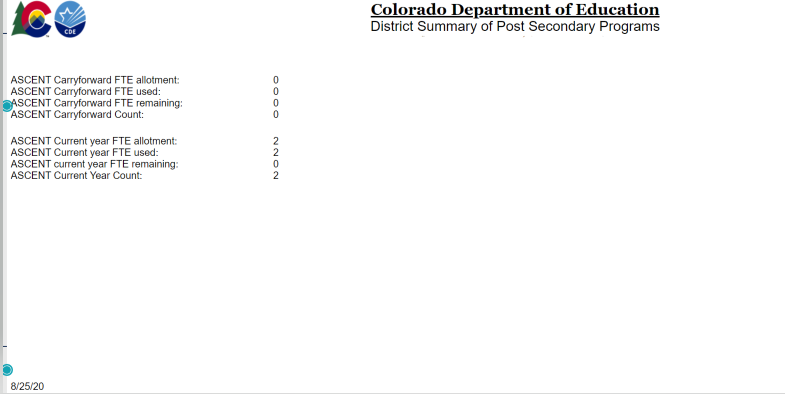 CDE
Colorado Department of Education
District Summary of Post Secondary Programs
ASCENT Carryforward FTE allotment: 0
ASCENT Carryforward FTE used: 0
ASCENT Carryforward FTE remaining: 0
ASCENT Carryforward Count: 0
ASCENT Current year FTE allotment: 2
ASCENT Current year FTE used: 2
ASCENT current year FTE remaining: 0
ASCENT Current Year Count: 2
8/25/20